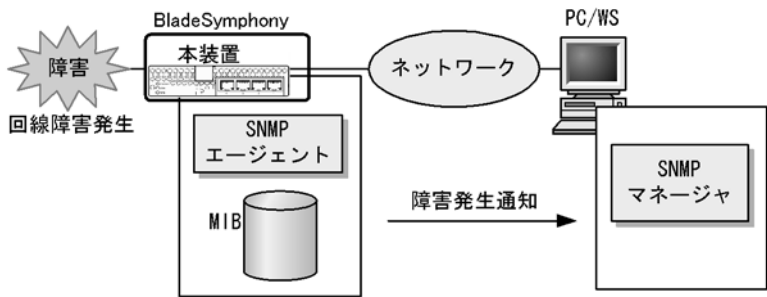 BladeSymphony
PC/WS
障害
本装置
ネットワーク
回線障害発生
SNMP
エージェント
MIB
障害発生通知
SNMP
マネージャ